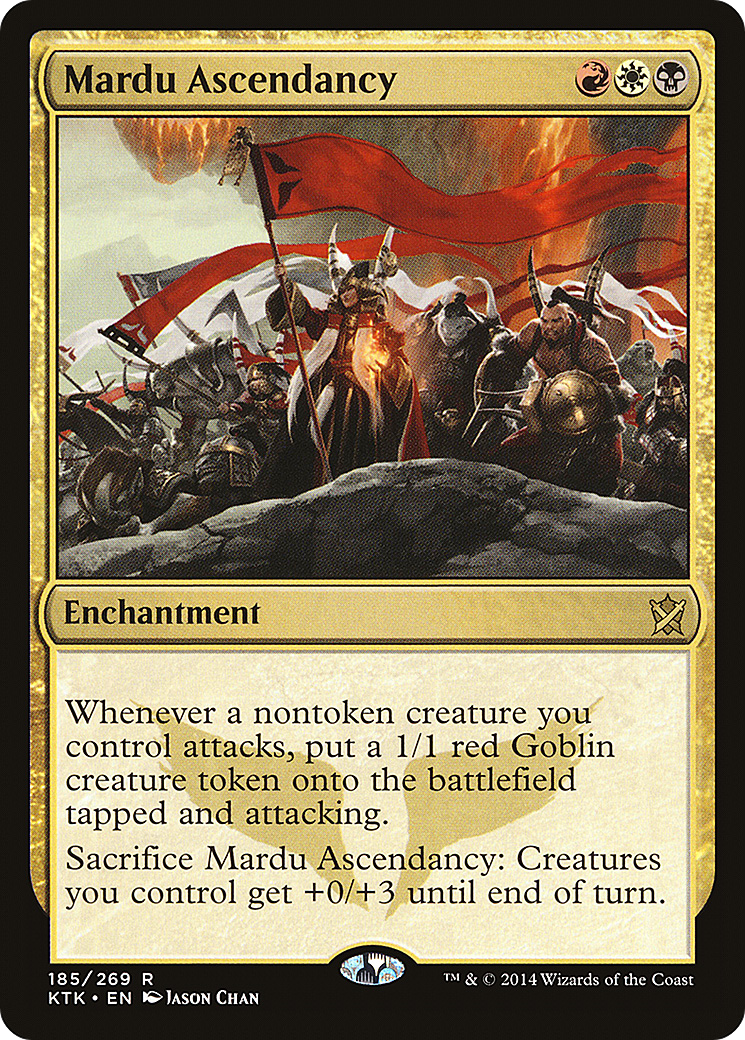 Mardu Ascendancy
Enchantment
Whenever a nontoken creature you
control attacks, put a 1/1 red Goblin
creature token onto the battlefield
tapped and attacking.
Sacrifice Mardu Ascendancy: Creatures
you control get +0/+3 until end of turn.
185/269 R
KTK • EN Jason Chan
™ & © 2014 Wizards of the Coast